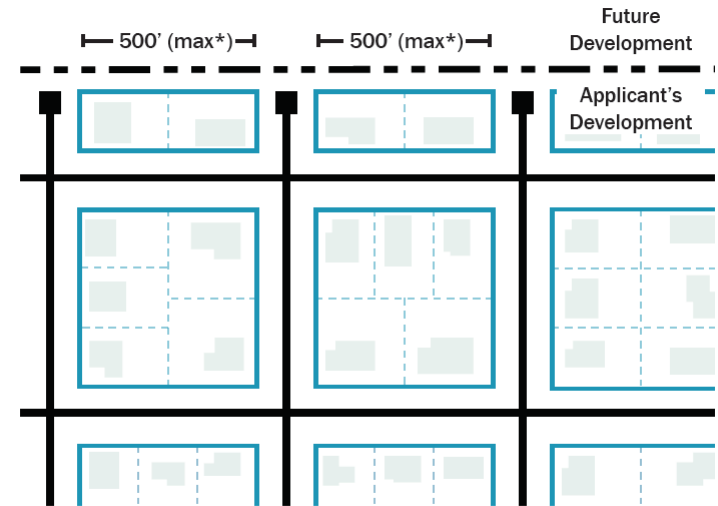 500’ (max*)
500’ (max*)
Future
Development
Applicant’s
Development